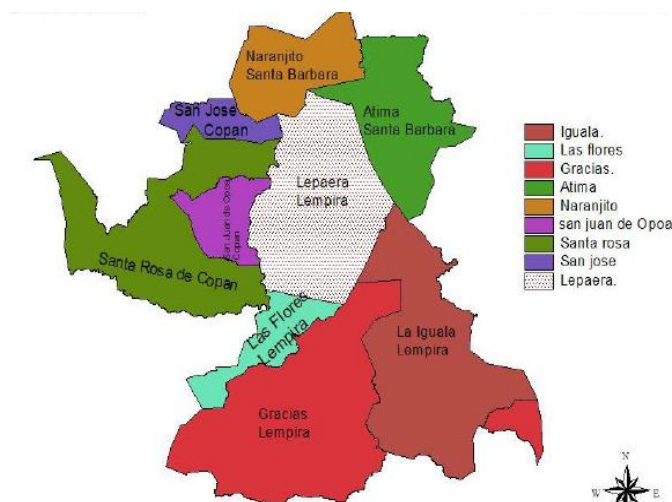 Naranjito
Santa Barbara
San Jose
Copan
Atima
Santa Barbara
Lepaera
Lempira
San Juan de Opoa
Copan
Santa Rosa de Copan
Las Flores
Lempira
La Iguala
Lempira
Gracias
Lempira
Iguala.
Las flores
Gracias.
Atima
Naranjito
san juan de Opoa
Santa rosa
San jose
Lepaera.
N
W
E